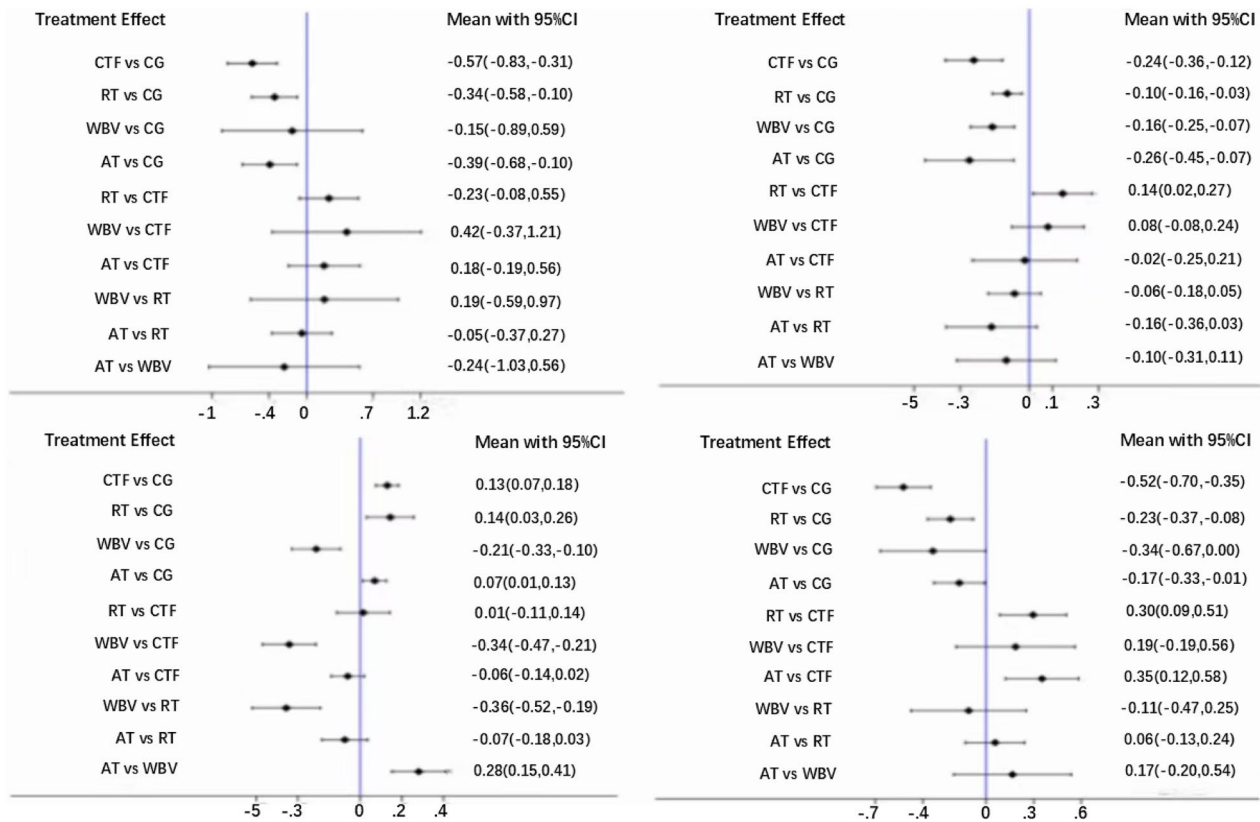 Treatment Effect Mean with 95%CI
CTF vs CG -0.57(-0.83,-0.31)
RT vs CG -0.34(-0.58,-0.10)
WBV vs CG -0.15(-0.89,0.59)
AT vs CG -0.39(-0.68,-0.10)
RT vs CTF -0.23(-0.08,0.55)
WBV vs CTF 0.42(-0.37,1.21)
AT vs CTF 0.18(-0.19,0.56)
WBV vs RT 0.19(-0.59,0.97)
AT vs RT -0.05(-0.37,0.27)
AT vs WBV -0.24(-1.03,0.56)
-1 -.4 0 .7 1.2
Treatment Effect Mean with 95%CI
CTF vs CG -0.24(-0.36,-0.12)
RT vs CG -0.10(-0.16,-0.03)
WBV vs CG -0.16(-0.25,-0.07)
AT vs CG -0.26(-0.45,-0.07)
RT vs CTF 0.14(0.02,0.27)
WBV vs CTF 0.08(-0.08,0.24)
AT vs CTF -0.02(-0.25,0.21)
WBV vs RT -0.06(-0.18,0.05)
AT vs RT -0.16(-0.36,0.03)
AT vs WBV -0.10(-0.31,0.11)
-5 -.3 0 .1 .3
Treatment Effect Mean with 95%CI
CTF vs CG 0.13(0.07,0.18)
RT vs CG 0.14(0.03,0.26)
WBV vs CG -0.21(-0.33,-0.10)
AT vs CG 0.07(0.01,0.13)
RT vs CTF 0.01(-0.11,0.14)
WBV vs CTF -0.34(-0.47,-0.21)
AT vs CTF -0.06(-0.14,0.02)
WBV vs RT -0.36(-0.52,-0.19)
AT vs RT -0.07(-0.18,0.03)
AT vs WBV 0.28(0.15,0.41)
-5 -.3 0 .2 .4
Treatment Effect Mean with 95%CI
CTF vs CG -0.52(-0.70,-0.35)
RT vs CG -0.23(-0.37,-0.08)
WBV vs CG -0.34(-0.67,0.00)
AT vs CG -0.17(-0.33,-0.01)
RT vs CTF 0.30(0.09,0.51)
WBV vs CTF 0.19(-0.19,0.56)
AT vs CTF 0.35(0.12,0.58)
WBV vs RT -0.11(-0.47,0.25)
AT vs RT 0.06(-0.13,0.24)
AT vs WBV 0.17(-0.20,0.54)
-.7 -.4 0 .3 .6